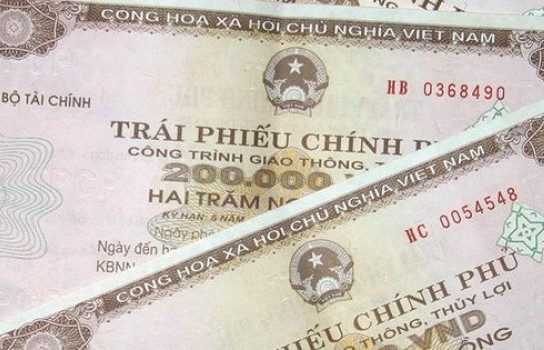 CỘNG HÒA XÃ HỘI CHỦ NGHĨA VIỆT NAM
BỘ TÀI CHÍNH
HB 0368490
TRÁI PHIẾU CHÍNH PH
CÔNG TRÌNH GIAO THÔNG,
200.000
HAI TRĂM
KỲ HẠN: 5 NĂM
Ngày
Ngày đến
KBNN
CỘNG HÒA XÃ HỘI CHỦ NGHĨA VIỆT NAM
HC 0054548
PHIẾU CHÍNH PHỦ
THÔNG, THỦY LỢI
VND